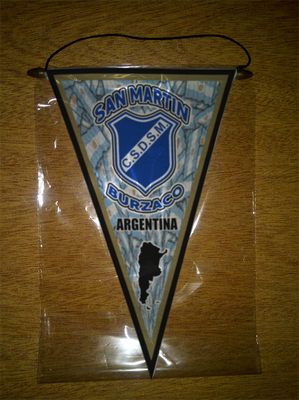 SAN MARTIN
C.S.D.S.M.
BURZACO
ARGENTINA